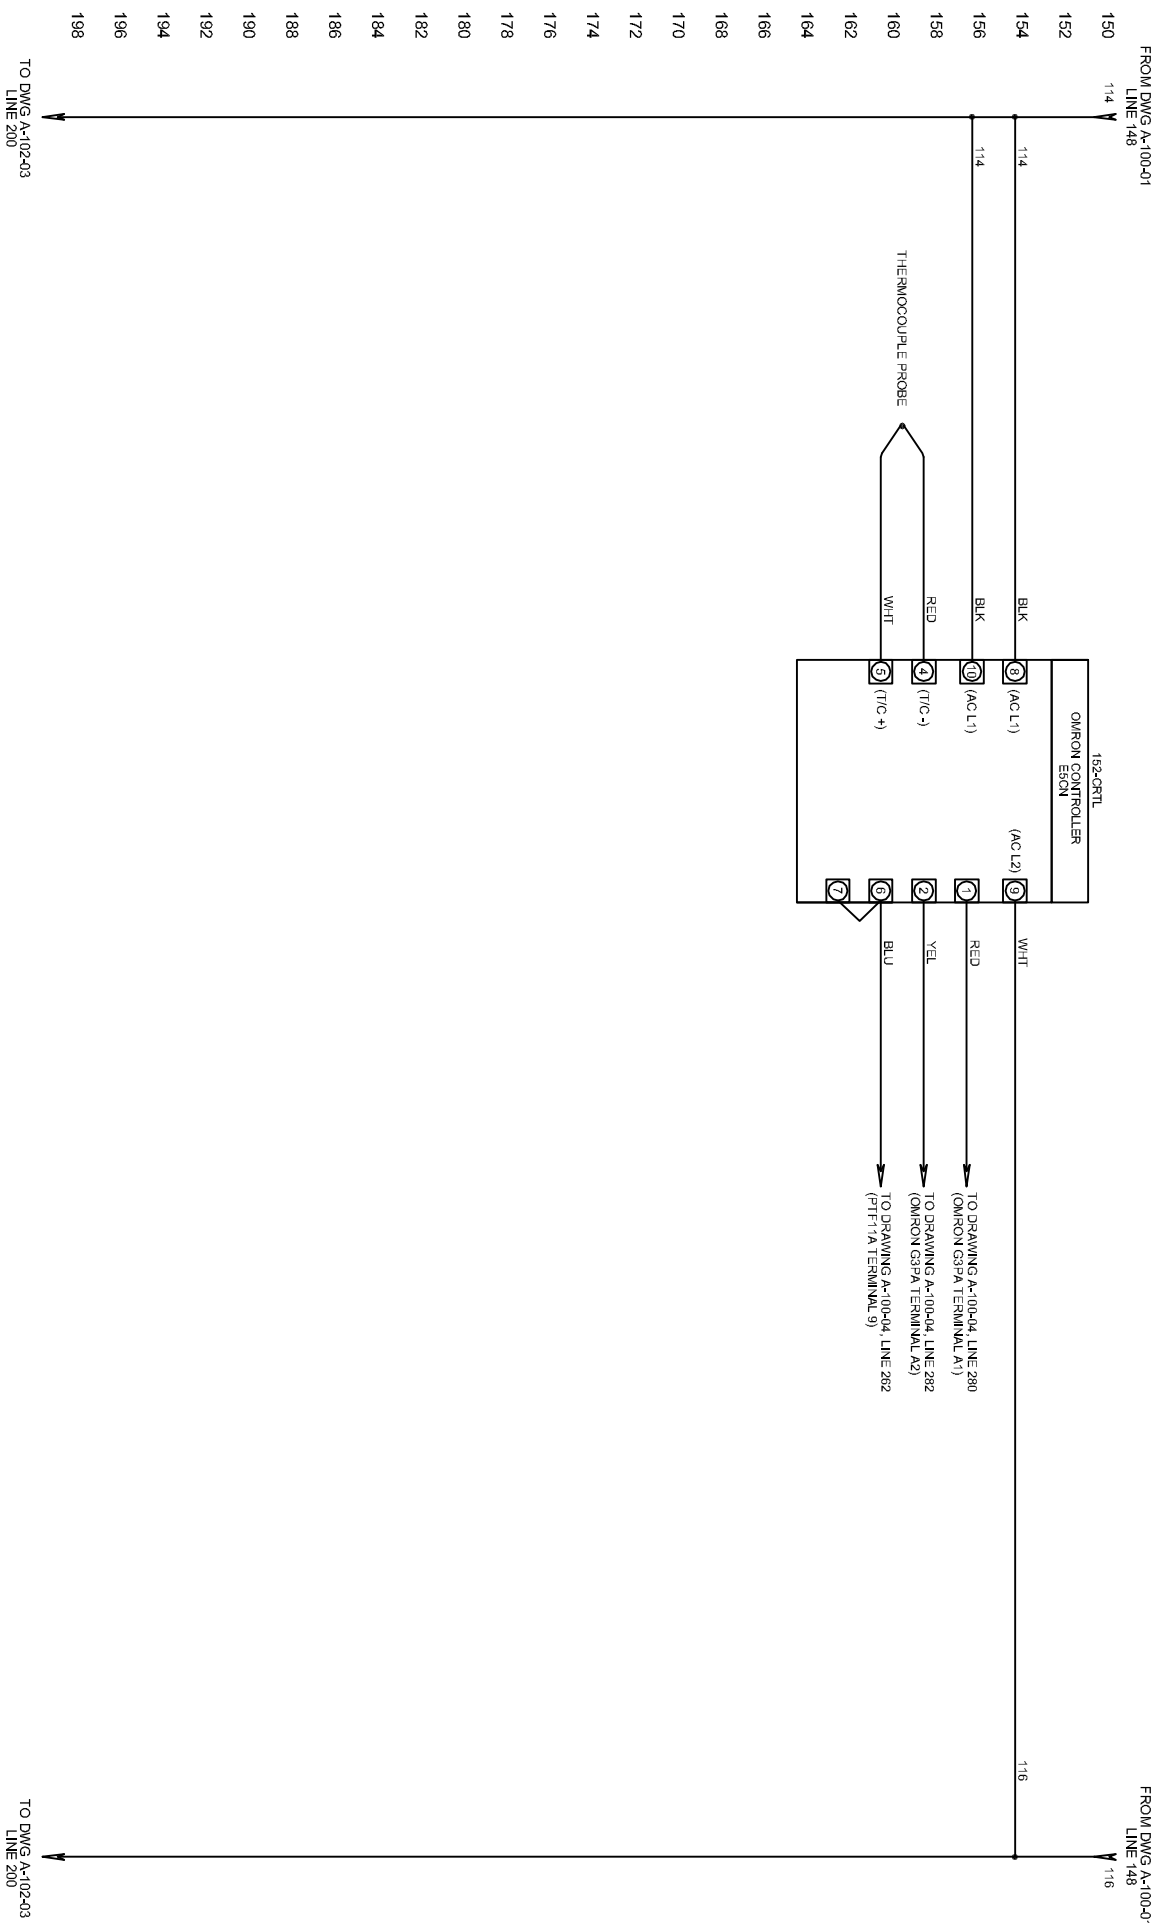 FROM DWG A-100-01
LINE 148
114
FROM DWG A-100-0
LINE 148
116
150
152
154
156
158
160
162
164
166
168
170
172
174
176
178
180
182
184
186
188
190
192
194
196
198
152-CRTL
OMRON CONTROLLER
E5CN
114
BLK
8
(AC L1)
(AC L2)
9
WHT
116
114
BLK
10
(AC L1)
1
RED
TO DRAWING A-100-04, LINE 280
(OMRON G3PA TERMINAL A1)
THERMOCOUPLE PROBE
RED
4
(T/C -)
2
YEL
TO DRAWING A-100-04, LINE 282
(OMRON G3PA TERMINAL A2)
WHT
5
(T/C +)
6
BLU
TO DRAWING A-100-04, LINE 262
(PTF11A TERMINAL 9)
7
TO DWG A-102-03
LINE 200
TO DWG A-102-03
LINE 200